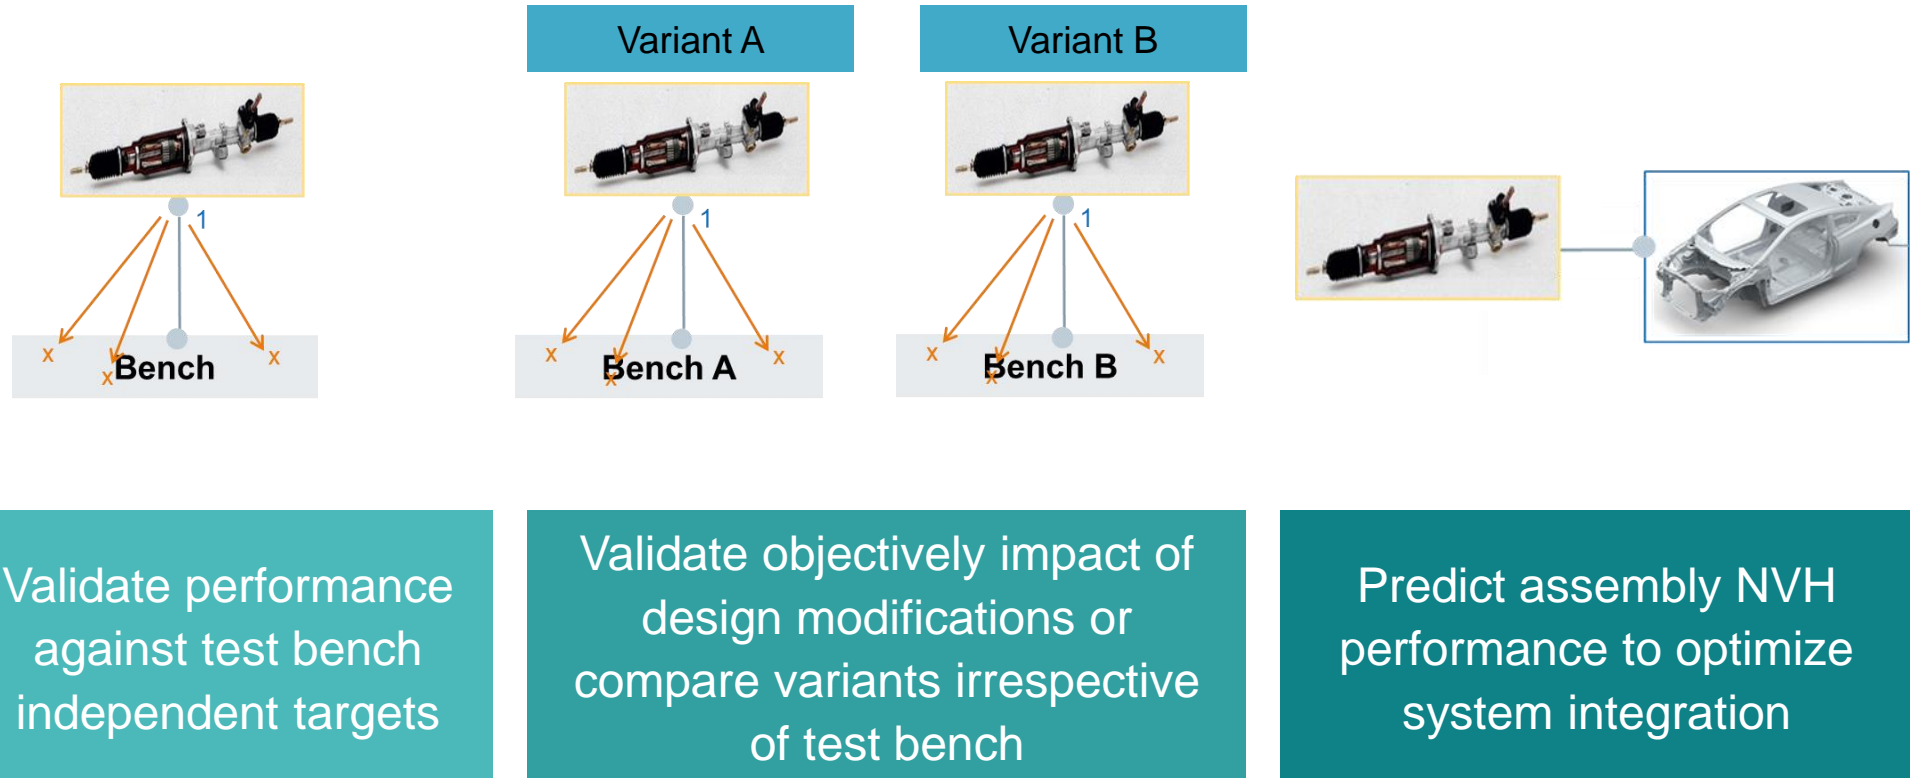 Variant A
Variant B
1
1
1
x
x
x
Bench
x
x
x
Bench A
x
x
x
Bench B
Validate performance
against test bench
independent targets
Validate objectively impact of
design modifications or
compare variants irrespective
of test bench
Predict assembly NVH
performance to optimize
system integration